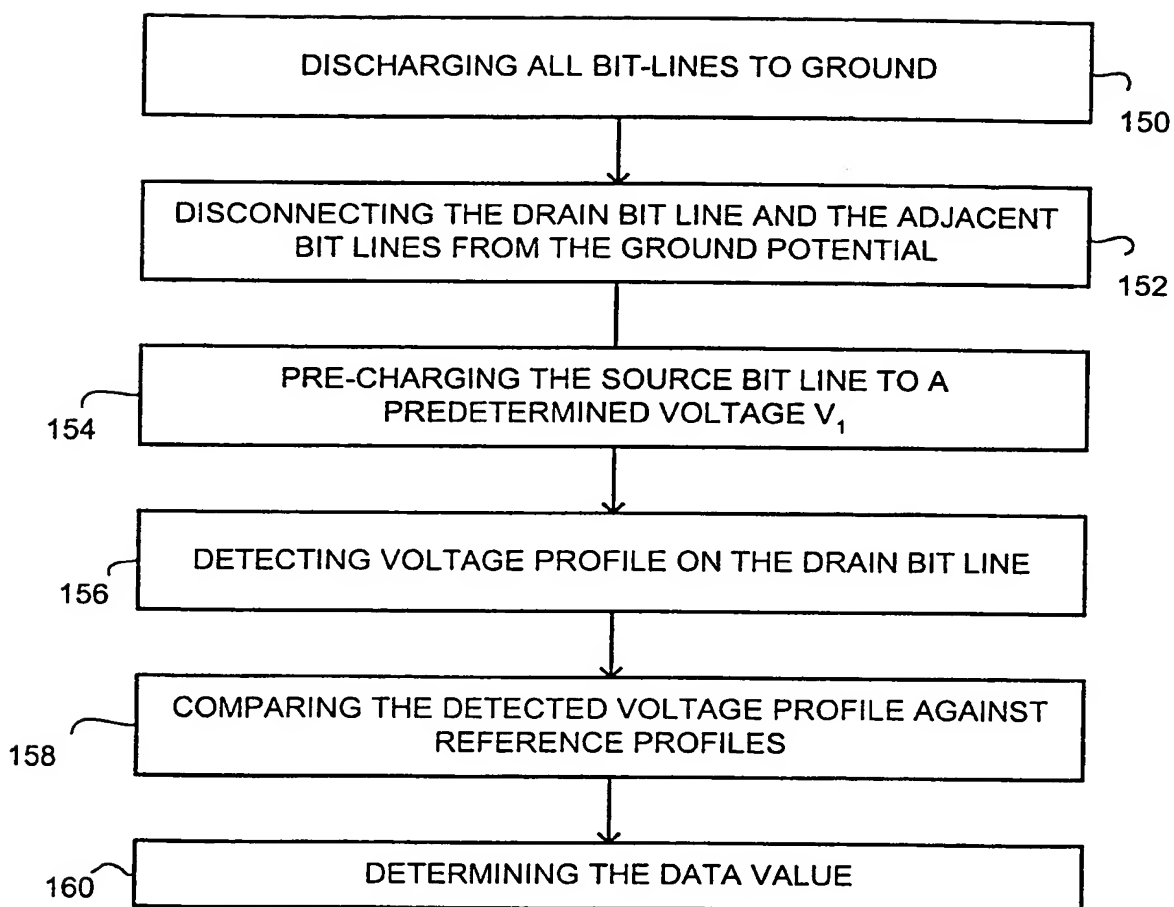 DISCHARGING ALL BIT-LINES TO GROUND
150
DISCONNECTING THE DRAIN BIT LINE AND THE ADJACENT
BIT LINES FROM THE GROUND POTENTIAL
152
PRE-CHARGING THE SOURCE BIT LINE TO A
PREDETERMINED VOLTAGE V₁
154
DETECTING VOLTAGE PROFILE ON THE DRAIN BIT LINE
156
COMPARING THE DETECTED VOLTAGE PROFILE AGAINST
REFERENCE PROFILES
158
DETERMINING THE DATA VALUE
160